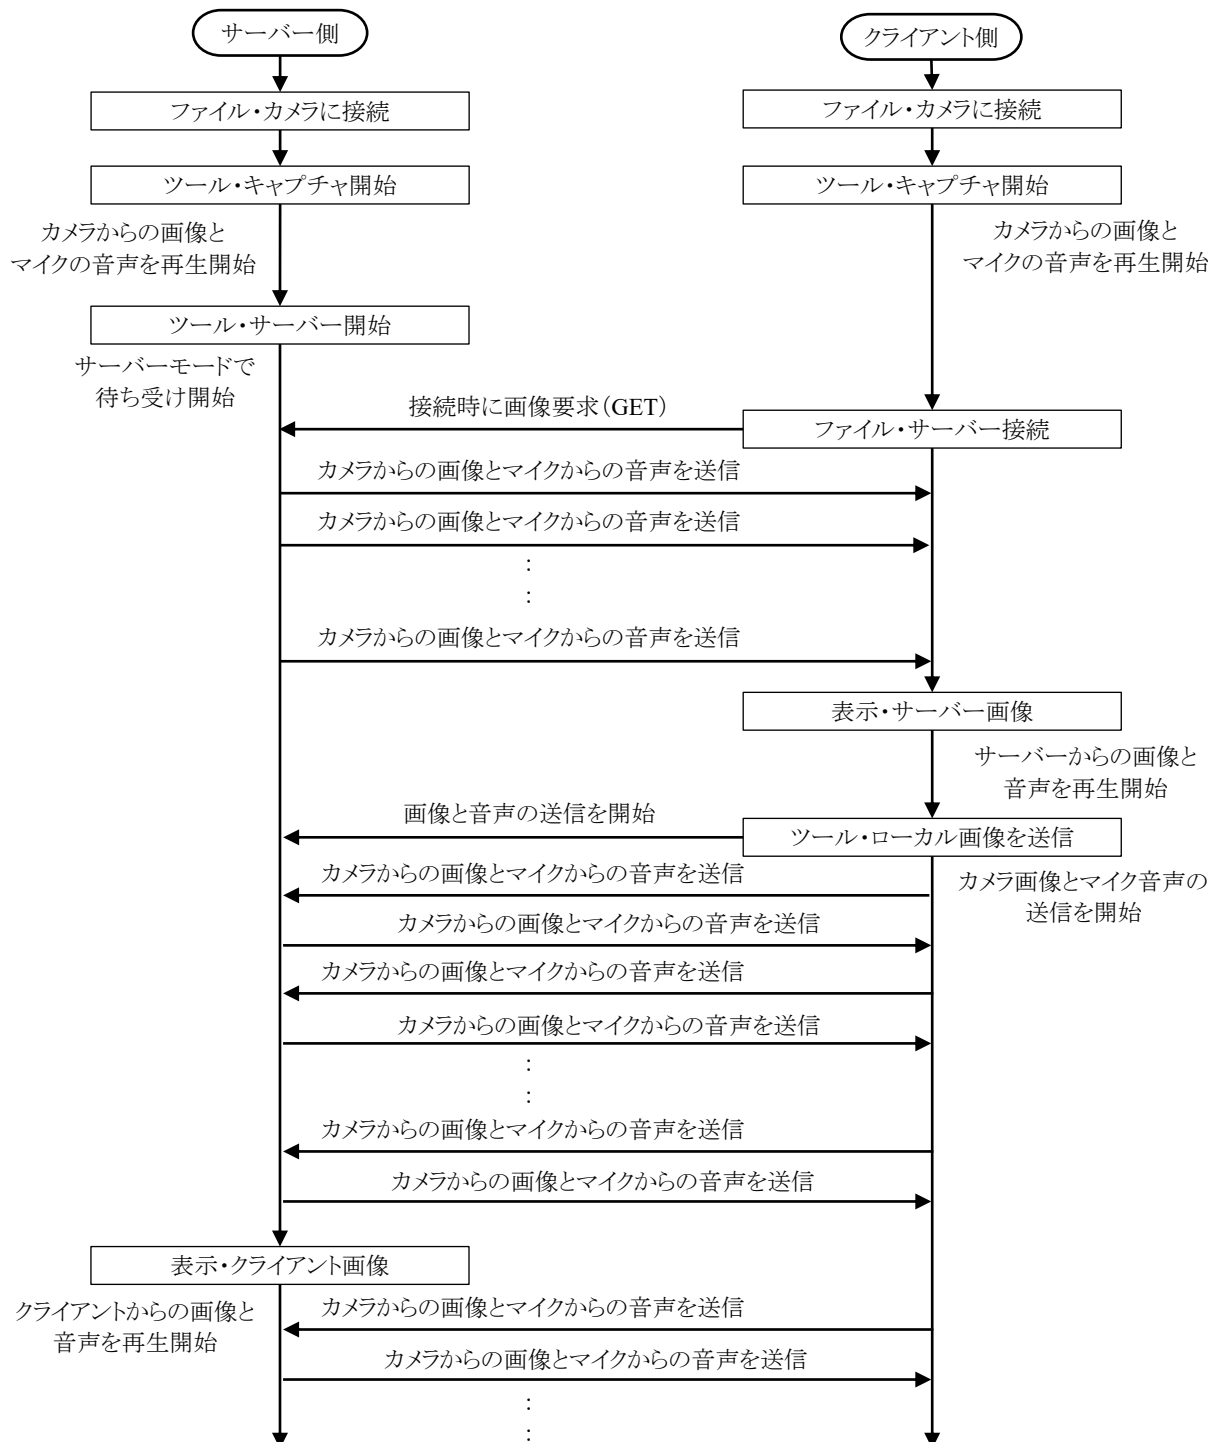 サーバー側
クライアント側
ファイル・カメラに接続
ファイル・カメラに接続
ツール・キャプチャ開始
ツール・キャプチャ開始
カメラからの画像と
マイクの音声を再生開始
カメラからの画像と
マイクの音声を再生開始
ツール・サーバー開始
サーバーモードで
待ち受け開始
接続時に画像要求(GET)
ファイル・サーバー接続
カメラからの画像とマイクからの音声を送信
カメラからの画像とマイクからの音声を送信
:
:
カメラからの画像とマイクからの音声を送信
表示・サーバー画像
サーバーからの画像と
音声を再生開始
画像と音声の送信を開始
ツール・ローカル画像を送信
カメラ画像とマイク音声の
送信を開始
カメラからの画像とマイクからの音声を送信
カメラからの画像とマイクからの音声を送信
カメラからの画像とマイクからの音声を送信
カメラからの画像とマイクからの音声を送信
:
:
カメラからの画像とマイクからの音声を送信
カメラからの画像とマイクからの音声を送信
表示・クライアント画像
クライアントからの画像と
音声を再生開始
カメラからの画像とマイクからの音声を送信
カメラからの画像とマイクからの音声を送信
:
: